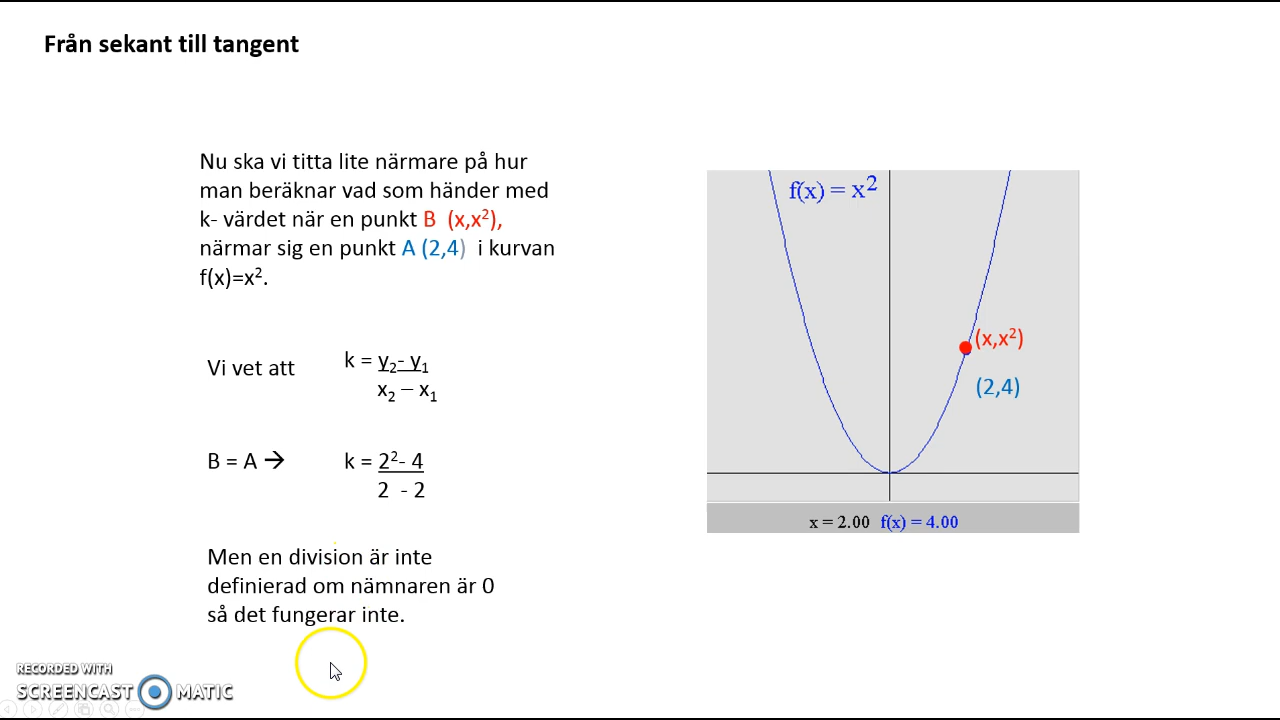 Från sekant till tangent
Nu ska vi titta lite närmare på hur
man beräknar vad som händer med
k- värdet när en punkt B (x,x²),
närmar sig en punkt A (2,4) i kurvan
f(x)=x².
Vi vet att
k = y₂- y₁
x₂ – x₁
B = A →
k = 2²- 4
2 - 2
Men en division är inte
definierad om nämnaren är 0
så det fungerar inte.
f(x) = x²
(x,x²)
(2,4)
x = 2.00 f(x) = 4.00
RECORDED WITH
SCREENCAST MATIC